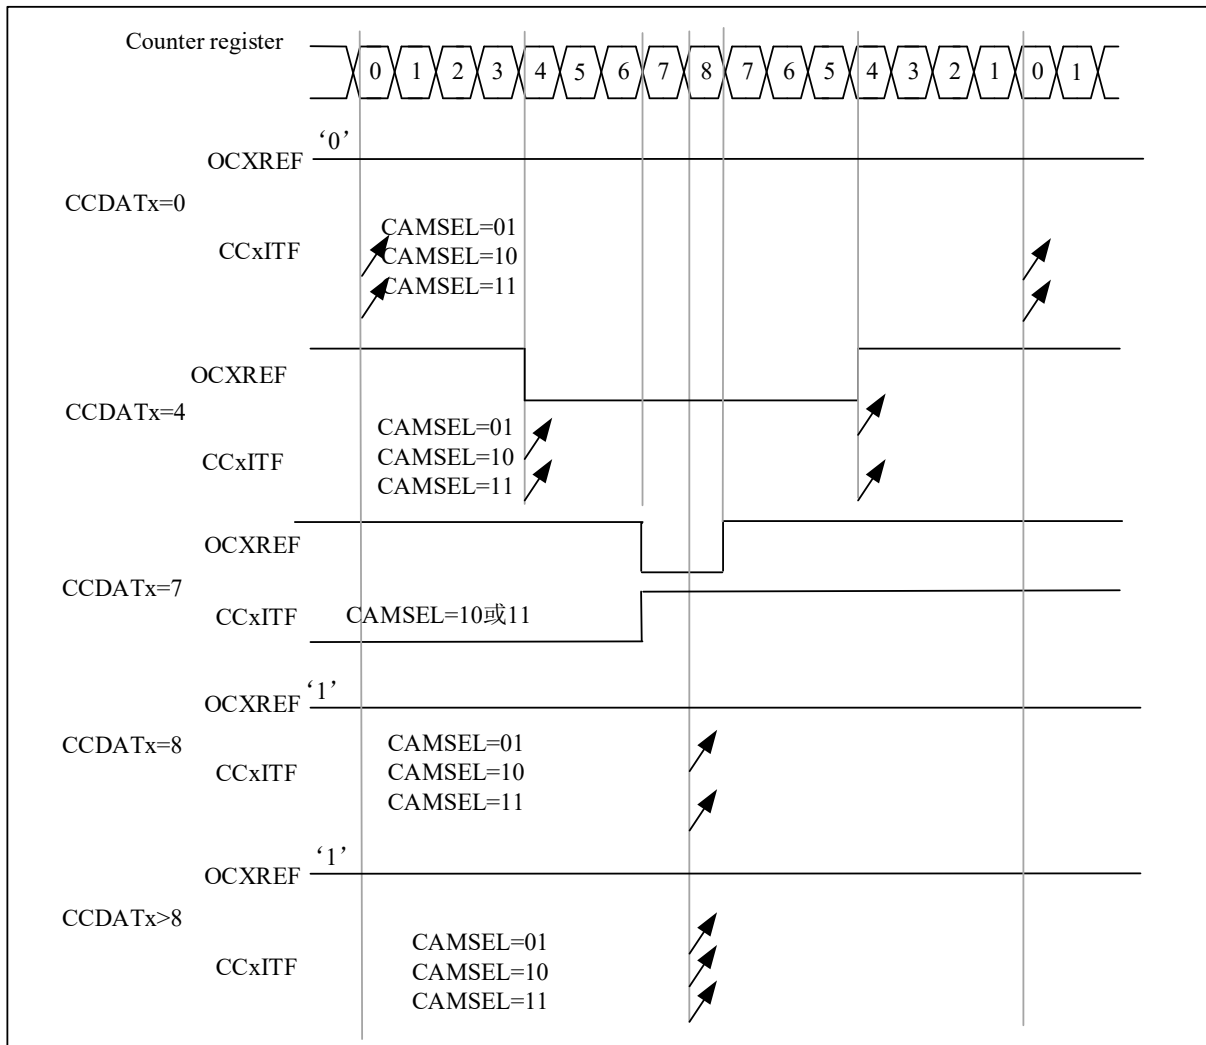 Counter register
0 1 2 3 4 5 6 7 8 7 6 5 4 3 2 1 0 1
‘0’
OCXREF
CCDATx=0
CAMSEL=01
CCxITF
CAMSEL=10
CAMSEL=11
OCXREF
CCDATx=4
CAMSEL=01
CCxITF
CAMSEL=10
CAMSEL=11
OCXREF
CCDATx=7
CCxITF
CAMSEL=10或11
‘1’
OCXREF
CCDATx=8
CAMSEL=01
CCxITF
CAMSEL=10
CAMSEL=11
‘1’
OCXREF
CCDATx>8
CAMSEL=01
CCxITF
CAMSEL=10
CAMSEL=11